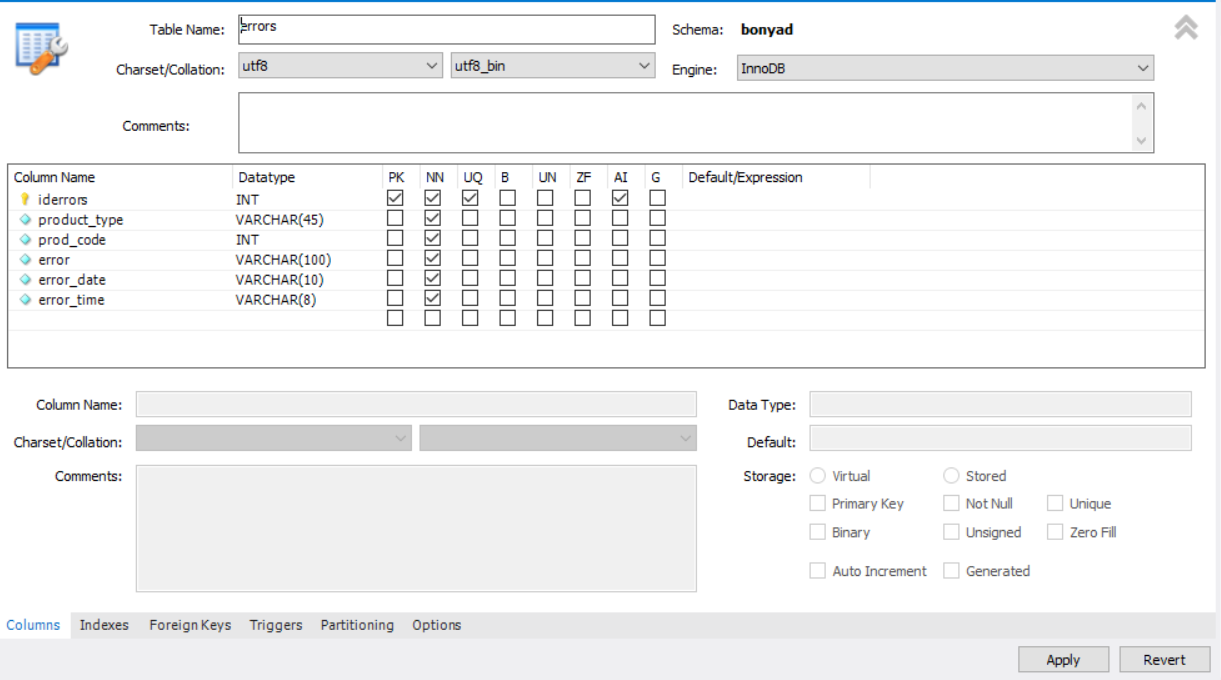 Table Name: errors Schema: bonyad
Charset/Collation: utf8 utf8_bin Engine: InnoDB
Comments:
Column Name Datatype PK NN UQ B UN ZF AI G Default/Expression
iderrors INT
product_type VARCHAR(45)
prod_code INT
error VARCHAR(100)
error_date VARCHAR(10)
error_time VARCHAR(8)
Column Name: Data Type:
Charset/Collation: Default:
Comments: Storage: Virtual Stored
Primary Key Not Null Unique
Binary Unsigned Zero Fill
Auto Increment Generated
Columns Indexes Foreign Keys Triggers Partitioning Options
Apply Revert